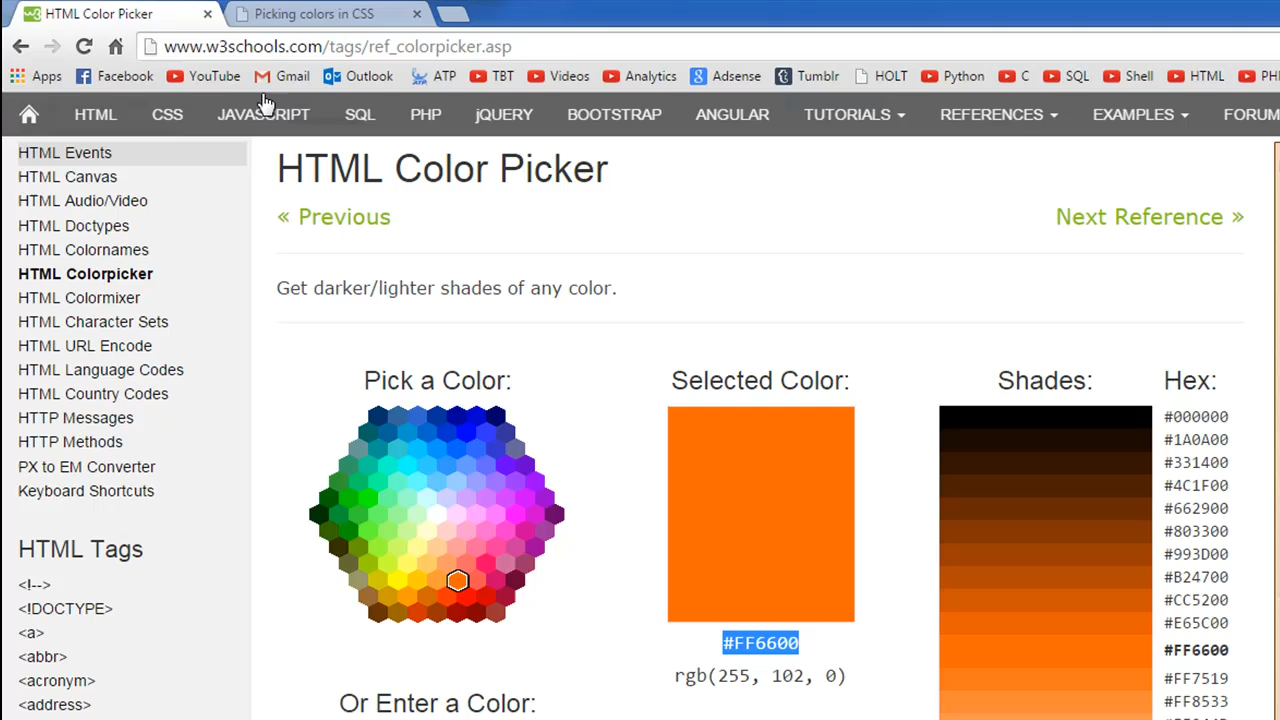 HTML Color Picker
Picking colors in CSS
www.w3schools.com/tags/ref_colorpicker.asp
Apps Facebook YouTube Gmail Outlook ATP TBT Videos Analytics Adsense Tumblr HOLT Python C SQL Shell HTML
HTML CSS JAVASCRIPT SQL PHP jQUERY BOOTSTRAP ANGULAR TUTORIALS REFERENCES EXAMPLES FORUM
HTML Events
HTML Canvas
HTML Audio/Video
HTML Doctypes
HTML Colornames
HTML Colorpicker
HTML Colormixer
HTML Character Sets
HTML URL Encode
HTML Language Codes
HTML Country Codes
HTTP Messages
HTTP Methods
PX to EM Converter
Keyboard Shortcuts
HTML Tags
<!-->
<!DOCTYPE>
<a>
<abbr>
<acronym>
<address>
HTML Color Picker
« Previous
Next Reference »
Get darker/lighter shades of any color.
Pick a Color:
Or Enter a Color:
Selected Color:
#FF6600
rgb(255, 102, 0)
Shades:
Hex:
#000000
#1A0A00
#331400
#4C1F00
#662900
#803300
#993D00
#B24700
#CC5200
#E65C00
#FF6600
#FF7519
#FF8533